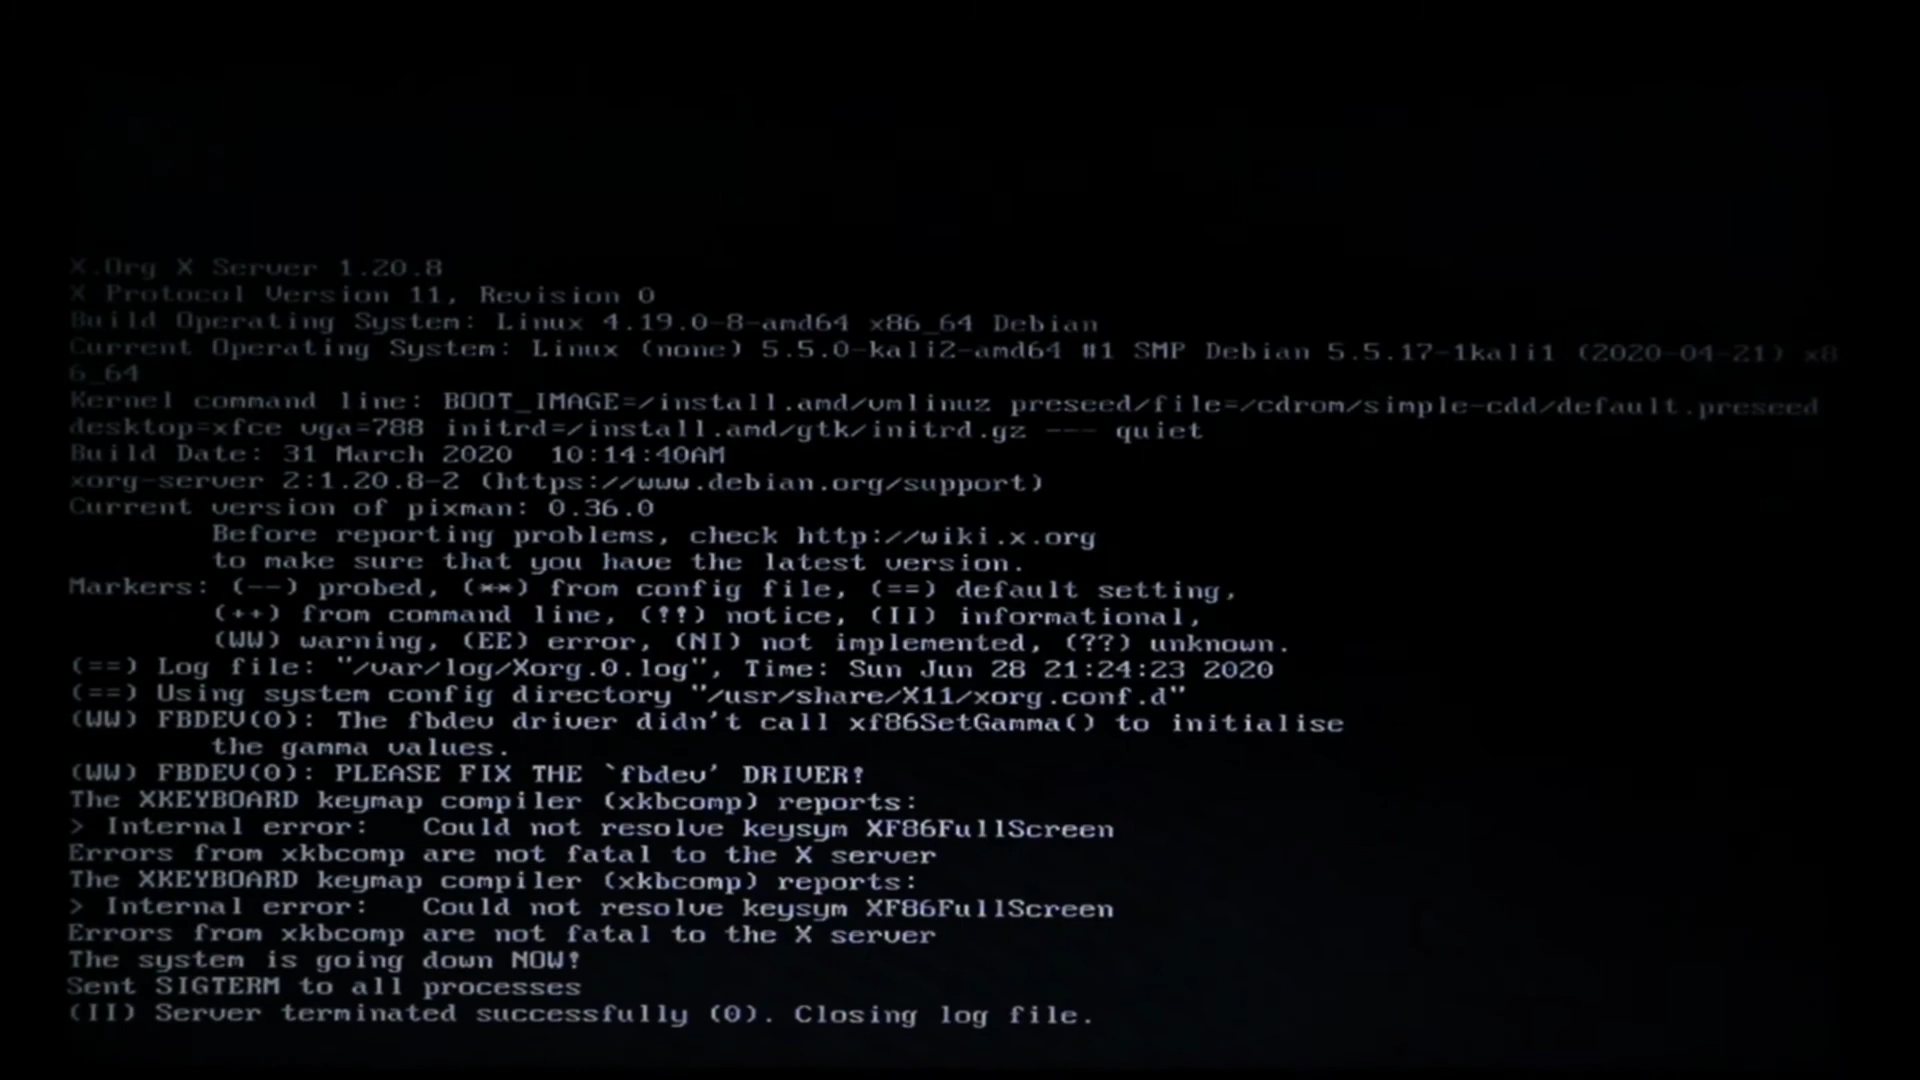 X.Org X Server 1.20.8
X Protocol Version 11, Revision 0
Build Operating System: Linux 4.19.0-8-amd64 x86_64 Debian
Current Operating System: Linux (none) 5.5.0-kali2-amd64 #1 SMP Debian 5.5.17-1kali1 (2020-04-21) x8
6_64
Kernel command line: BOOT_IMAGE=/install.amd/vmlinuz preseed/file=/cdrom/simple-cdd/default.preseed
desktop=xfce vga=788 initrd=/install.amd/gtk/initrd.gz --- quiet
Build Date: 31 March 2020  10:14:40AM
xorg-server 2:1.20.8-2 (https://www.debian.org/support)
Current version of pixman: 0.36.0
        Before reporting problems, check http://wiki.x.org
        to make sure that you have the latest version.
Markers: (--) probed, (**) from config file, (==) default setting,
        (++) from command line, (!!) notice, (II) informational,
        (WW) warning, (EE) error, (NI) not implemented, (??) unknown.
(==) Log file: "/var/log/Xorg.0.log", Time: Sun Jun 28 21:24:23 2020
(==) Using system config directory "/usr/share/X11/xorg.conf.d"
(WW) FBDEV(0): The fbdev driver didn't call xf86SetGamma() to initialise
        the gamma values.
(WW) FBDEV(0): PLEASE FIX THE `fbdev' DRIVER!
The XKEYBOARD keymap compiler (xkbcomp) reports:
> Internal error:   Could not resolve keysym XF86FullScreen
Errors from xkbcomp are not fatal to the X server
The XKEYBOARD keymap compiler (xkbcomp) reports:
> Internal error:   Could not resolve keysym XF86FullScreen
Errors from xkbcomp are not fatal to the X server
The system is going down NOW!
Sent SIGTERM to all processes
(II) Server terminated successfully (0). Closing log file.